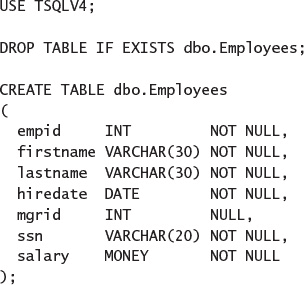 USE TSQLV4;
DROP TABLE IF EXISTS dbo.Employees;
CREATE TABLE dbo.Employees
(
empid INT NOT NULL,
firstname VARCHAR(30) NOT NULL,
lastname VARCHAR(30) NOT NULL,
hiredate DATE NOT NULL,
mgrid INT NULL,
ssn VARCHAR(20) NOT NULL,
salary MONEY NOT NULL
);